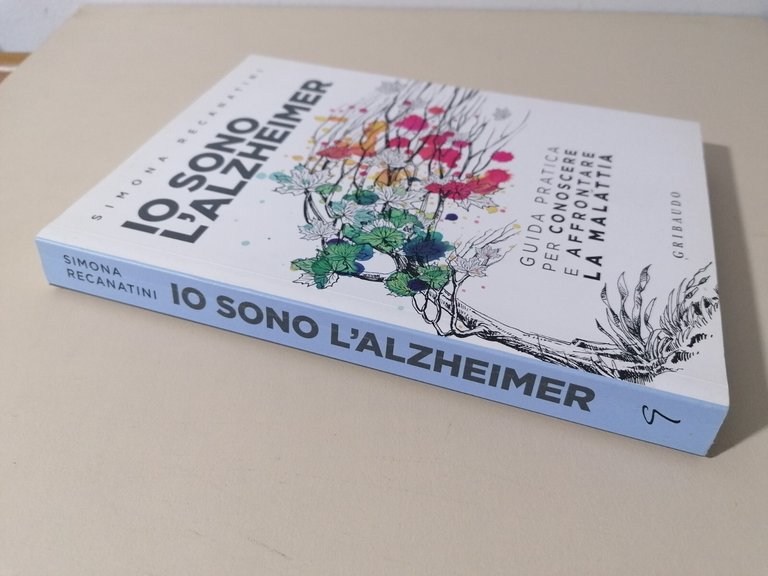 SIMONA RECANATINI
IO SONO
L'ALZHEIMER
GUIDA PRATICA
PER CONOSCERE
E AFFRONTARE
LA MALATTIA
GRIBAUDO
SIMONA
RECANATINI
IO SONO L'ALZHEIMER